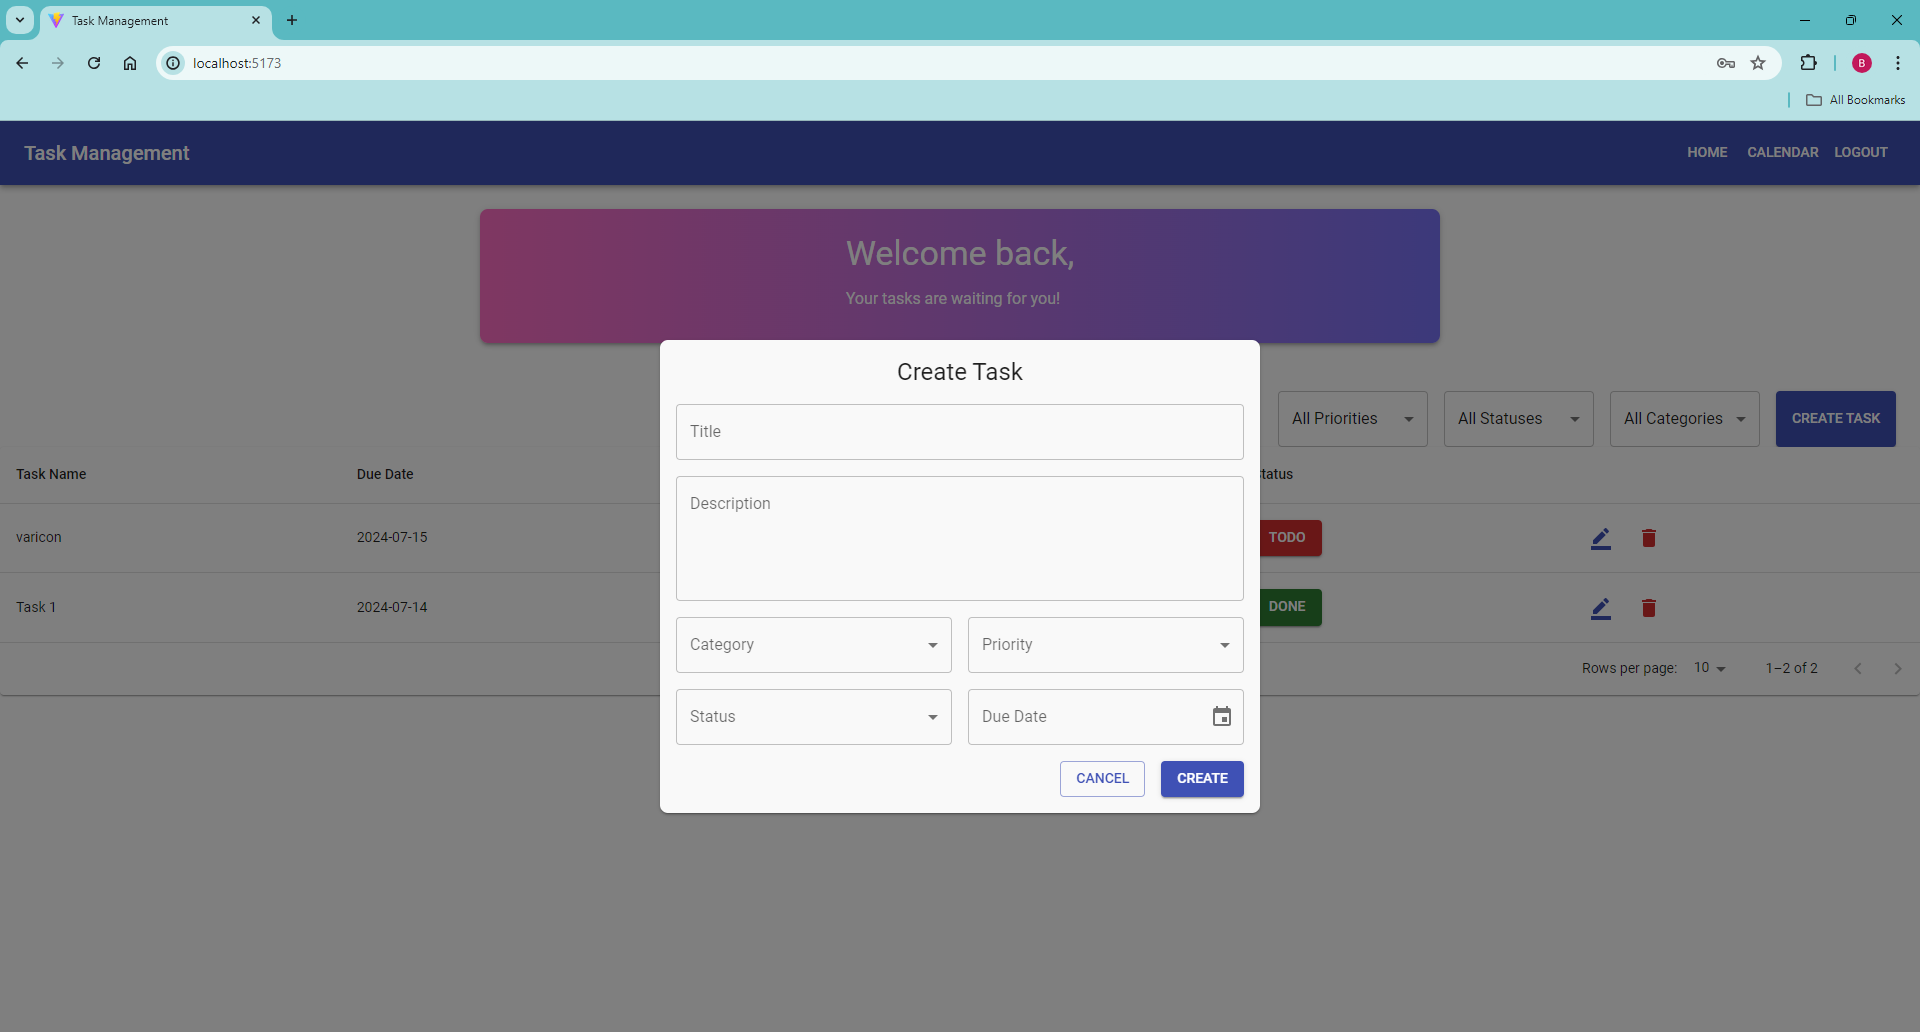 Task Management
localhost:5173
B
All Bookmarks
Task Management
HOME CALENDAR LOGOUT
Welcome back,
Your tasks are waiting for you!
Create Task
Title
Description
Category Priority
Status Due Date
CANCEL CREATE
All Priorities All Statuses All Categories CREATE TASK
Task Name Due Date tatus
varicon 2024-07-15 TODO
Task 1 2024-07-14 DONE
Rows per page: 10 1–2 of 2